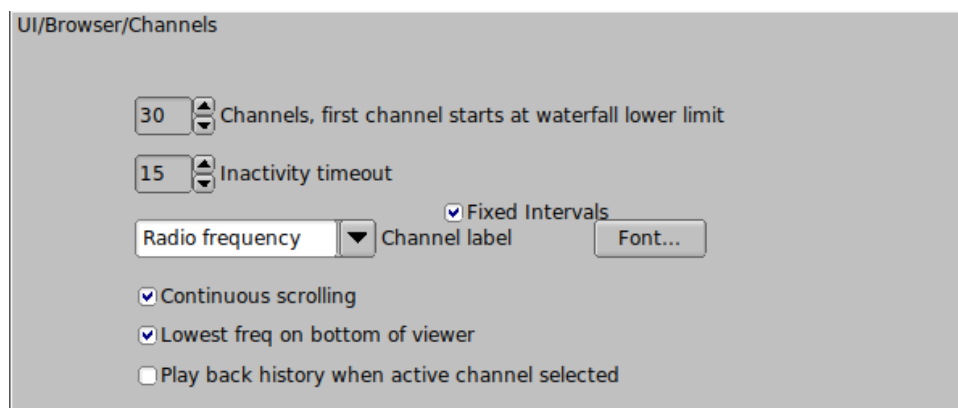 UI/Browser/Channels
30 Channels, first channel starts at waterfall lower limit
15 Inactivity timeout
Fixed Intervals
Radio frequency Channel label Font...
Continuous scrolling
Lowest freq on bottom of viewer
Play back history when active channel selected